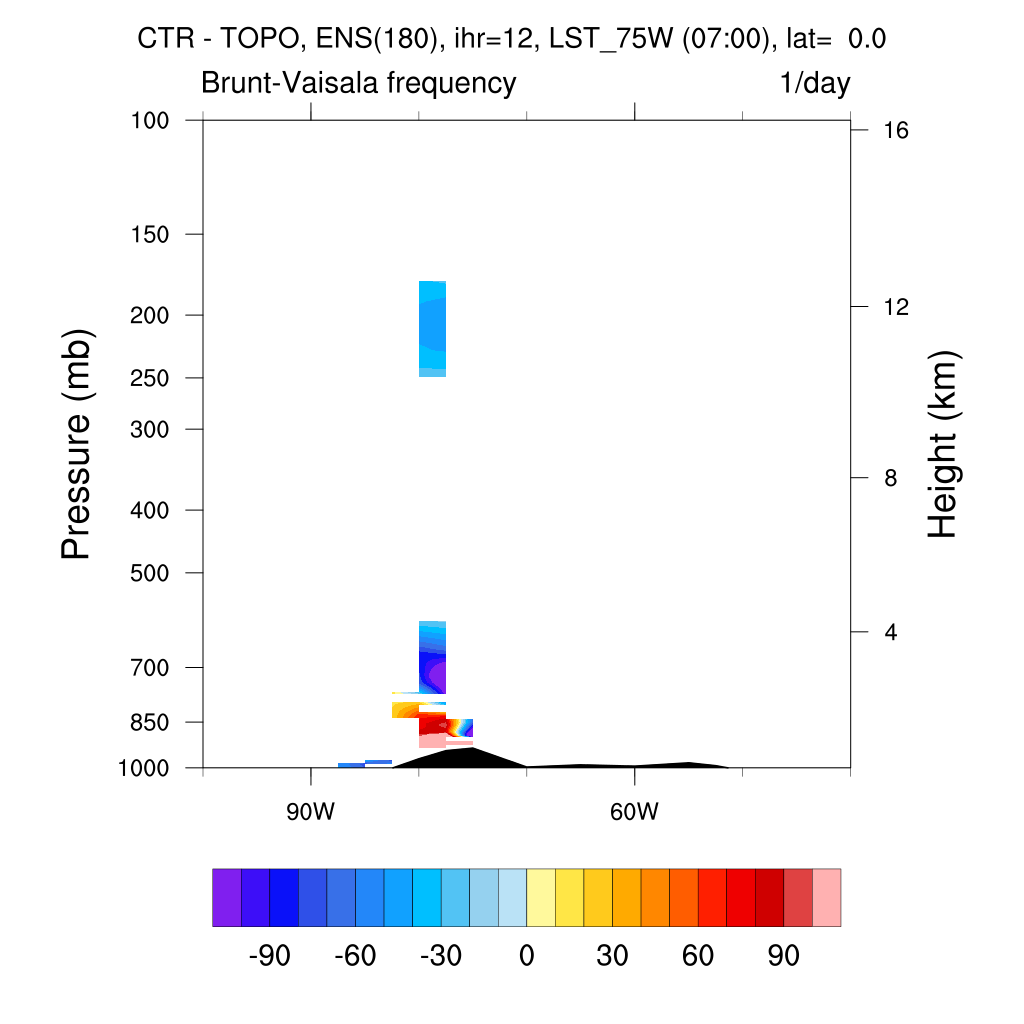 CTR - TOPO, ENS(180), ihr=12, LST_75W (07:00), lat=  0.0
Brunt-Vaisala frequency 1/day
100
150
200
250
300
400
500
700
850
1000
Pressure (mb)
16
12
8
4
Height (km)
90W 60W
-90 -60 -30 0 30 60 90